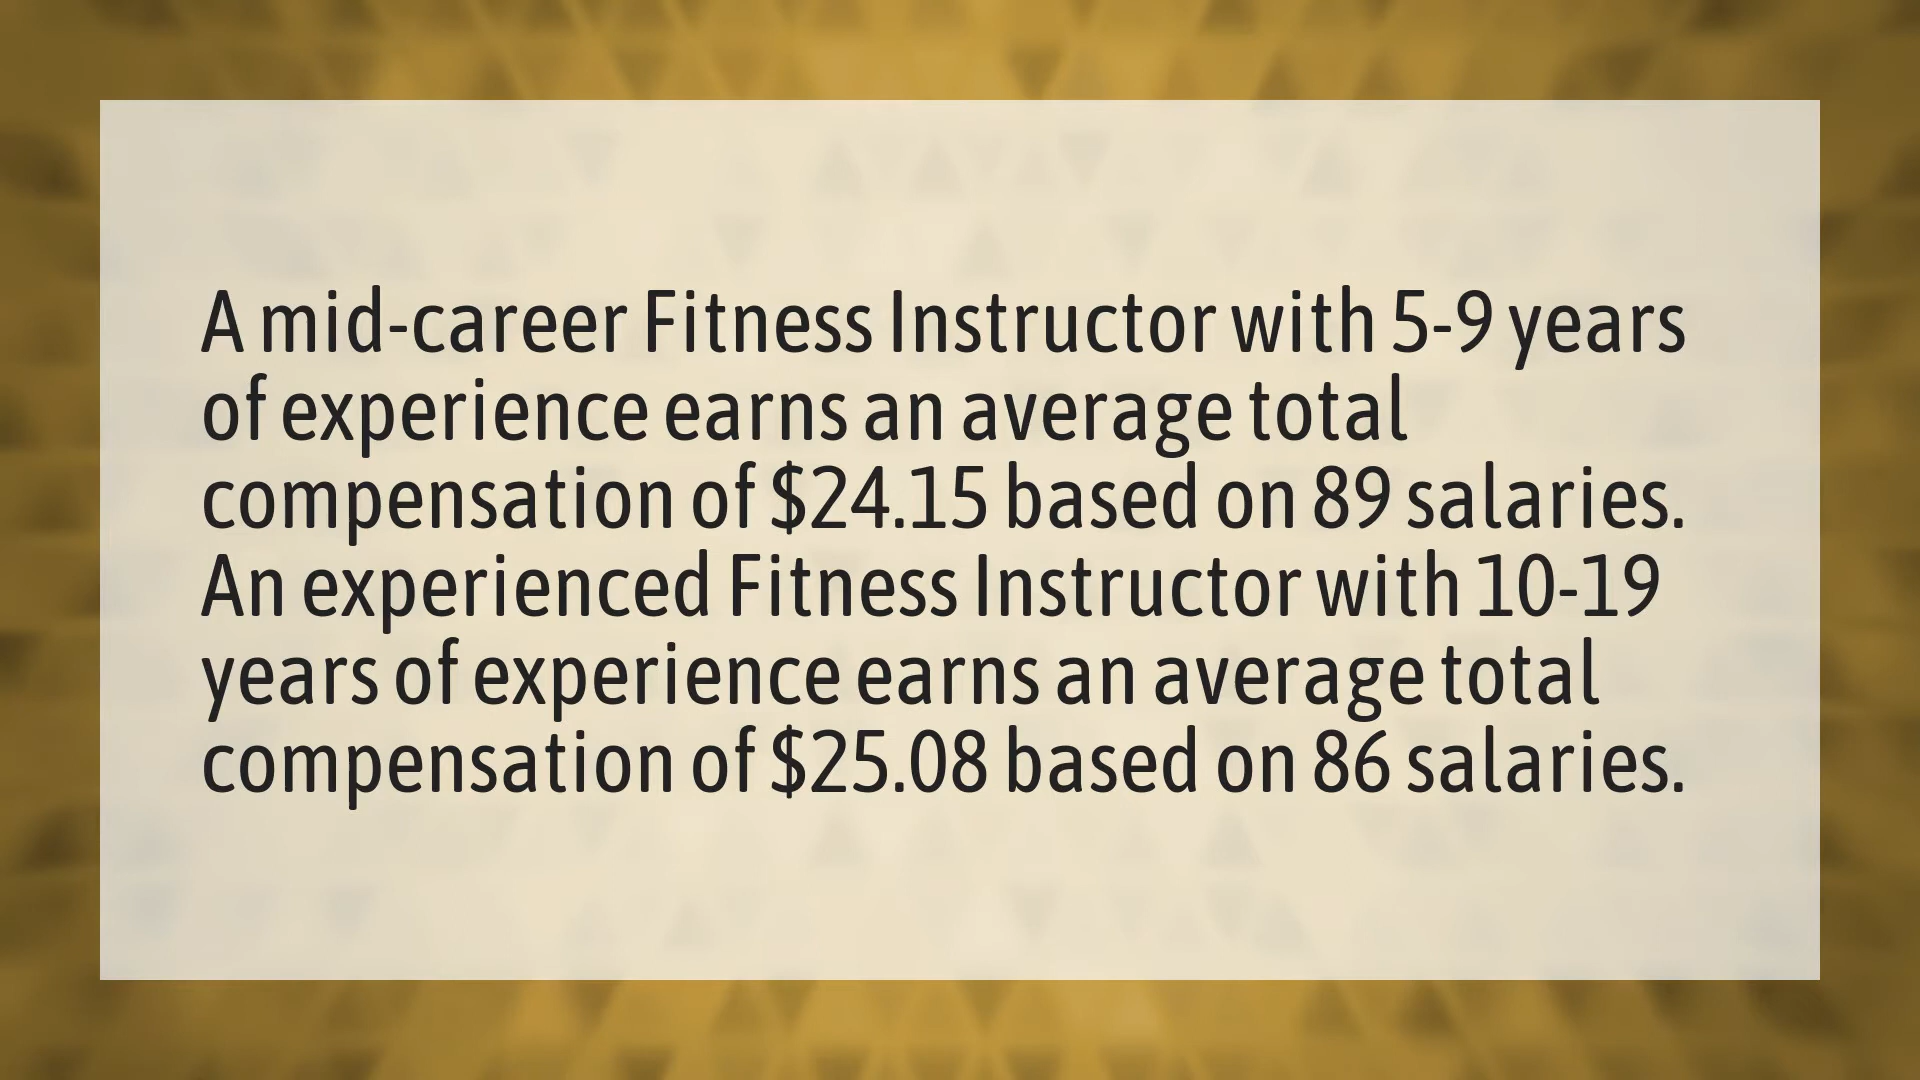 A mid-career Fitness Instructor with 5-9 years
of experience earns an average total
compensation of $24.15 based on 89 salaries.
An experienced Fitness Instructor with 10-19
years of experience earns an average total
compensation of $25.08 based on 86 salaries.